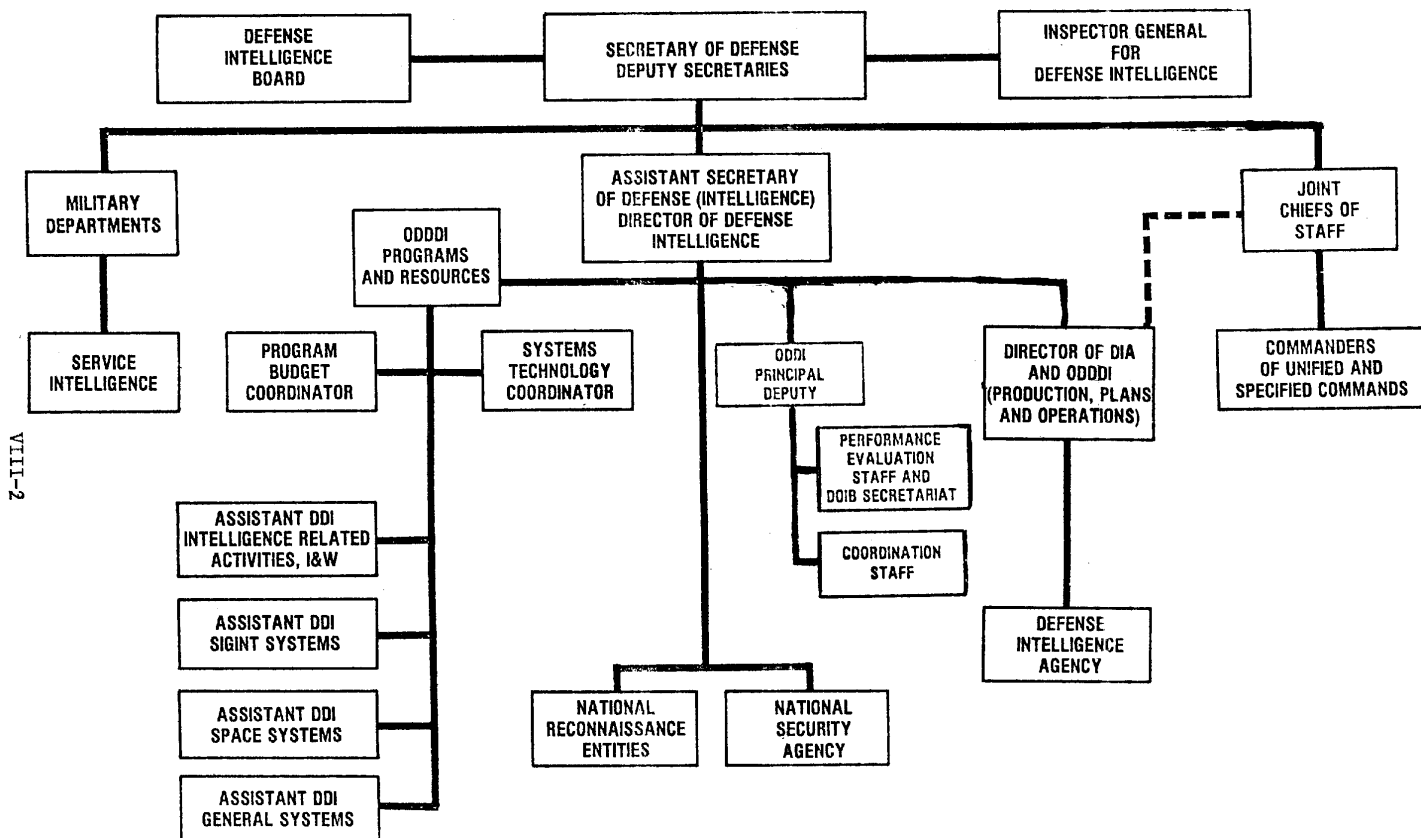 DEFENSE
INTELLIGENCE
BOARD
SECRETARY OF DEFENSE
DEPUTY SECRETARIES
INSPECTOR GENERAL
FOR
DEFENSE INTELLIGENCE
MILITARY
DEPARTMENTS
ASSISTANT SECRETARY
OF DEFENSE (INTELLIGENCE)
DIRECTOR OF DEFENSE
INTELLIGENCE
JOINT
CHIEFS OF
STAFF
ODDDI
PROGRAMS
AND RESOURCES
SERVICE
INTELLIGENCE
PROGRAM
BUDGET
COORDINATOR
SYSTEMS
TECHNOLOGY
COORDINATOR
ODDI
PRINCIPAL
DEPUTY
DIRECTOR OF DIA
AND ODDDI
(PRODUCTION, PLANS
AND OPERATIONS)
COMMANDERS
OF UNIFIED AND
SPECIFIED COMMANDS
PERFORMANCE
EVALUATION
STAFF AND
DOIB SECRETARIAT
COORDINATION
STAFF
ASSISTANT DDI
INTELLIGENCE RELATED
ACTIVITIES, I&W
ASSISTANT DDI
SIGINT SYSTEMS
ASSISTANT DDI
SPACE SYSTEMS
ASSISTANT DDI
GENERAL SYSTEMS
NATIONAL
RECONNAISSANCE
ENTITIES
NATIONAL
SECURITY
AGENCY
DEFENSE
INTELLIGENCE
AGENCY
VIII-2